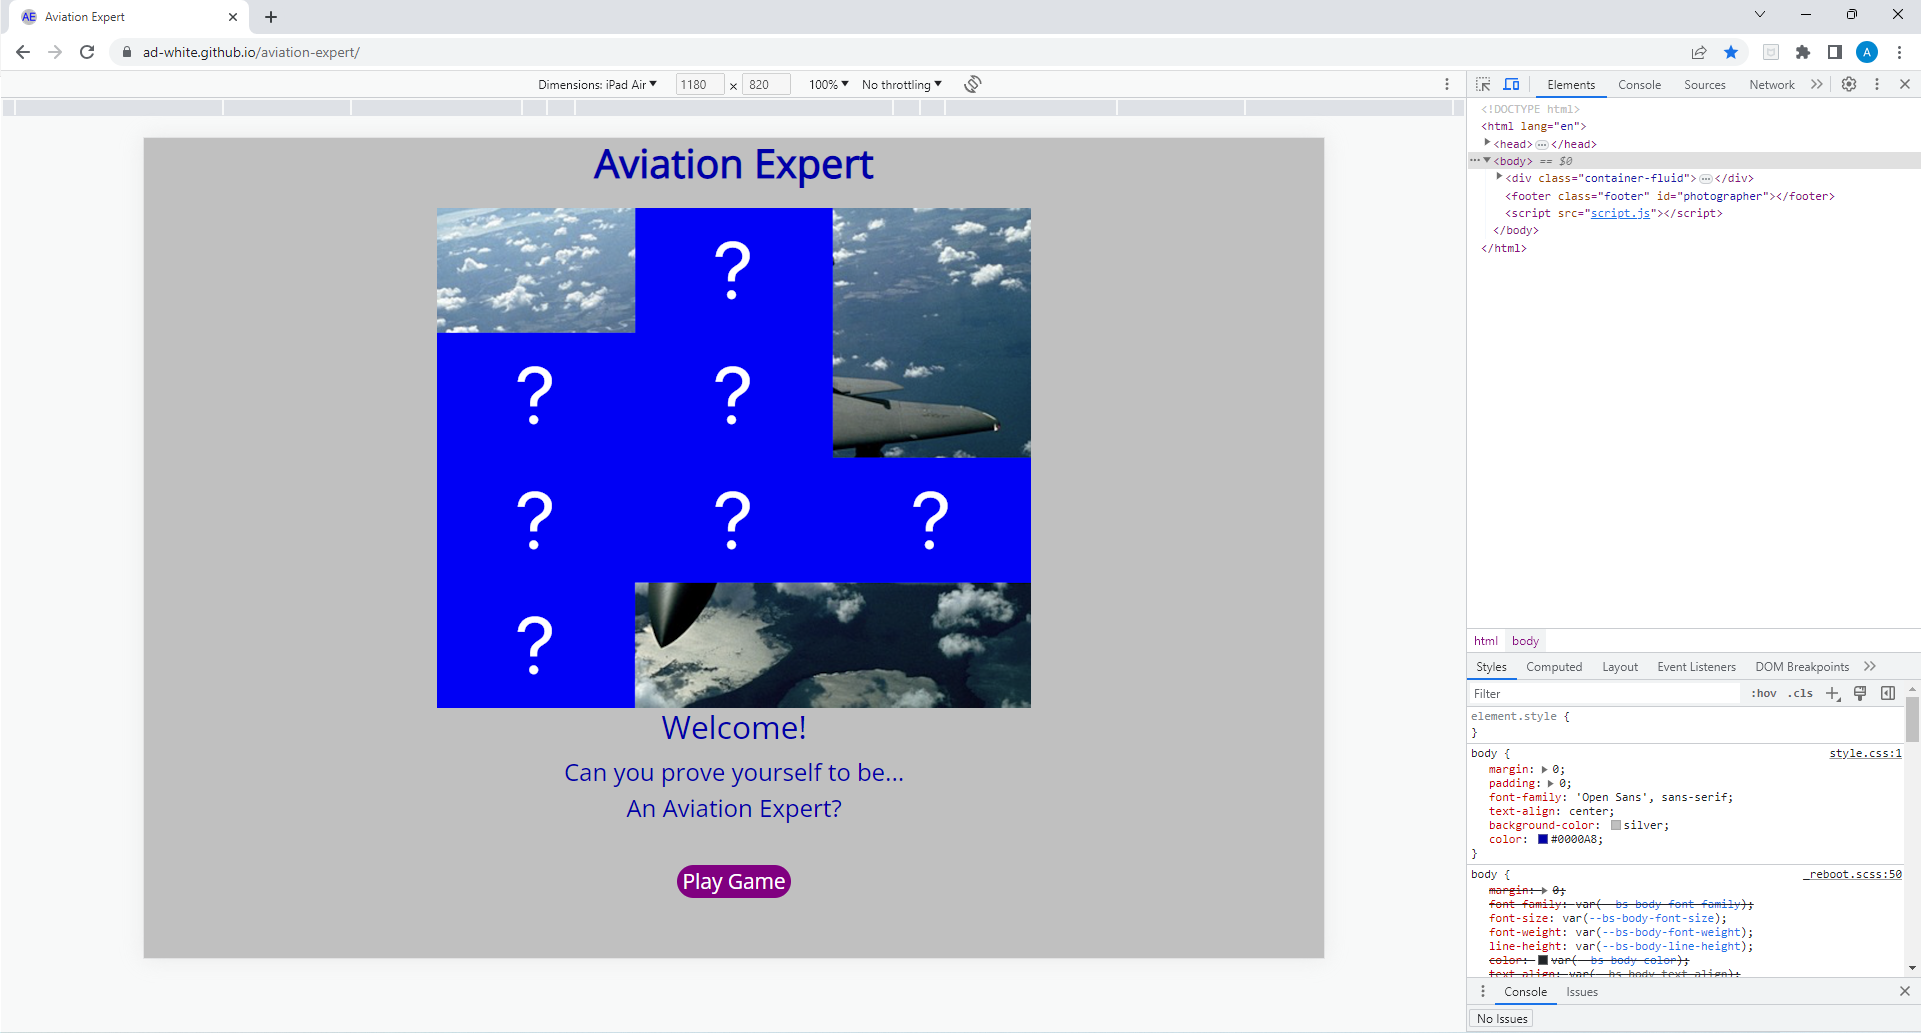 AE Aviation Expert
ad-white.github.io/aviation-expert/
A
Dimensions: iPad Air 1180 x 820 100% No throttling
Aviation Expert
?
? ?
? ? ?
?
Welcome!
Can you prove yourself to be...
An Aviation Expert?
Play Game
Elements Console Sources Network
<!DOCTYPE html>
<html lang="en">
<head> … </head>
<body> == $0
<div class="container-fluid"> … </div>
<footer class="footer" id="photographer"></footer>
<script src="script.js"></script>
</body>
</html>
html body
Styles Computed Layout Event Listeners DOM Breakpoints
Filter :hov .cls
element.style {
}
body { style.css:1
margin: 0;
padding: 0;
font-family: 'Open Sans', sans-serif;
text-align: center;
background-color: silver;
color: #0000A8;
}
body { _reboot.scss:50
margin: 0;
font-family: var(--bs-body-font-family);
font-size: var(--bs-body-font-size);
font-weight: var(--bs-body-font-weight);
line-height: var(--bs-body-line-height);
color: var(--bs-body-color);
text-align: var(--bs-body-text-align);
Console Issues
No Issues